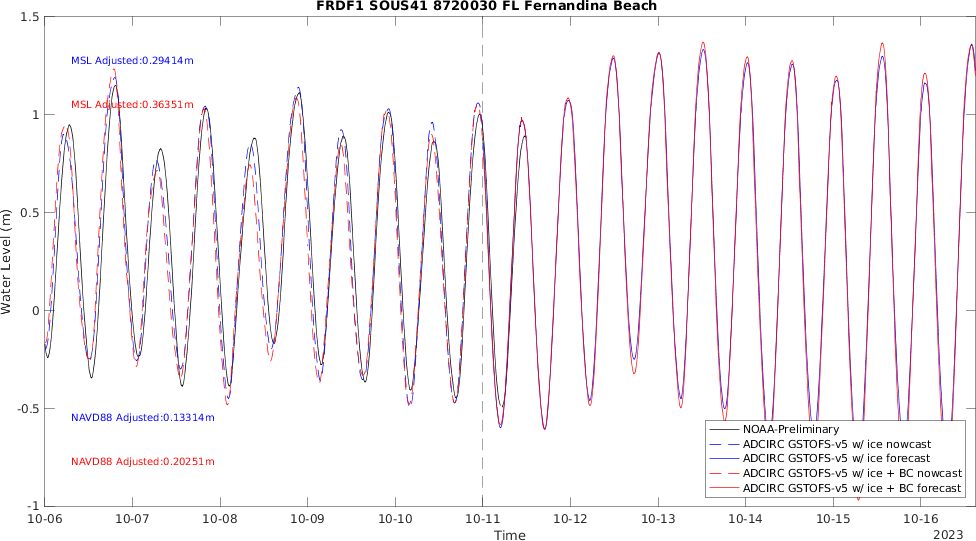 FRDF1 SOUS41 8720030 FL Fernandina Beach
1.5
1
0.5
0
-0.5
-1
Water Level (m)
MSL Adjusted:0.29414m
MSL Adjusted:0.36351m
NAVD88 Adjusted:0.13314m
NAVD88 Adjusted:0.20251m
NOAA-Preliminary
ADCIRC GSTOFS-v5 w/ ice nowcast
ADCIRC GSTOFS-v5 w/ ice forecast
ADCIRC GSTOFS-v5 w/ ice + BC nowcast
ADCIRC GSTOFS-v5 w/ ice + BC forecast
10-06 10-07 10-08 10-09 10-10 10-11 10-12 10-13 10-14 10-15 10-16
Time
2023